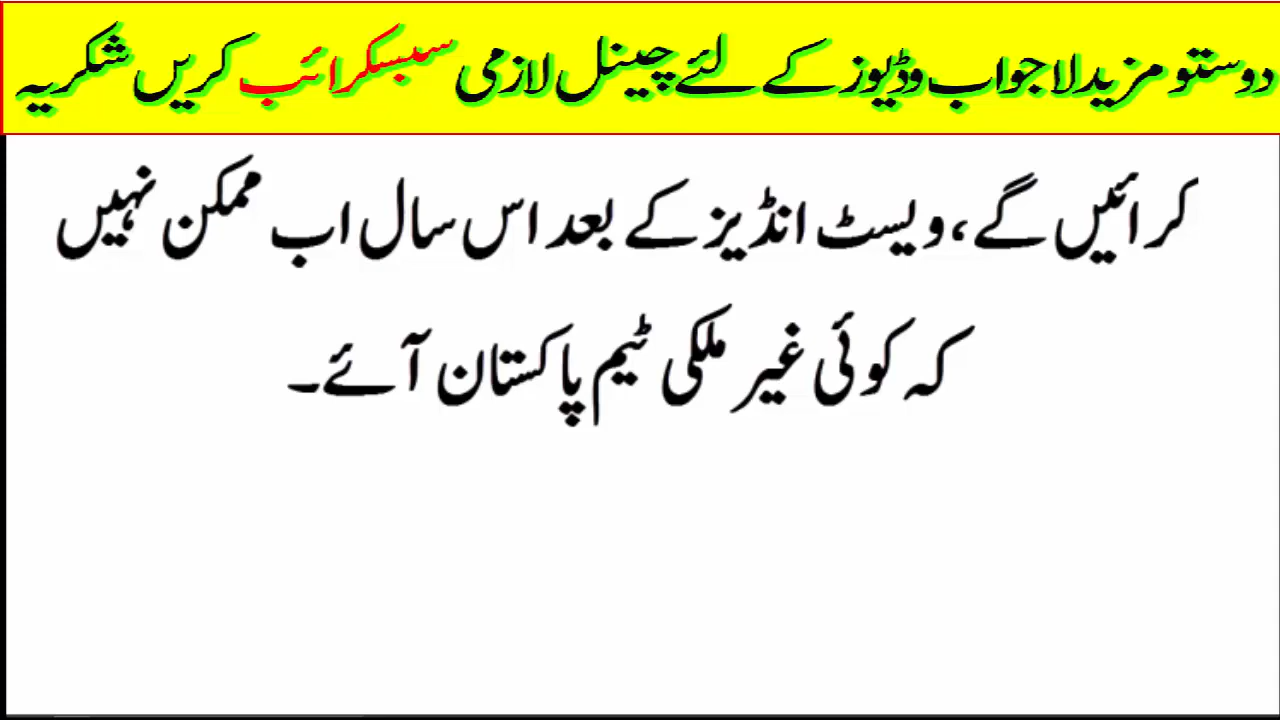 دوستو مزید لاجواب وڈیوز کے لئے چینل لازمی سبسکرائب کریں شکریہ
کرائیں گے، ویسٹ انڈیز کے بعد اس سال اب ممکن نہیں
کہ کوئی غیر ملکی ٹیم پاکستان آئے۔